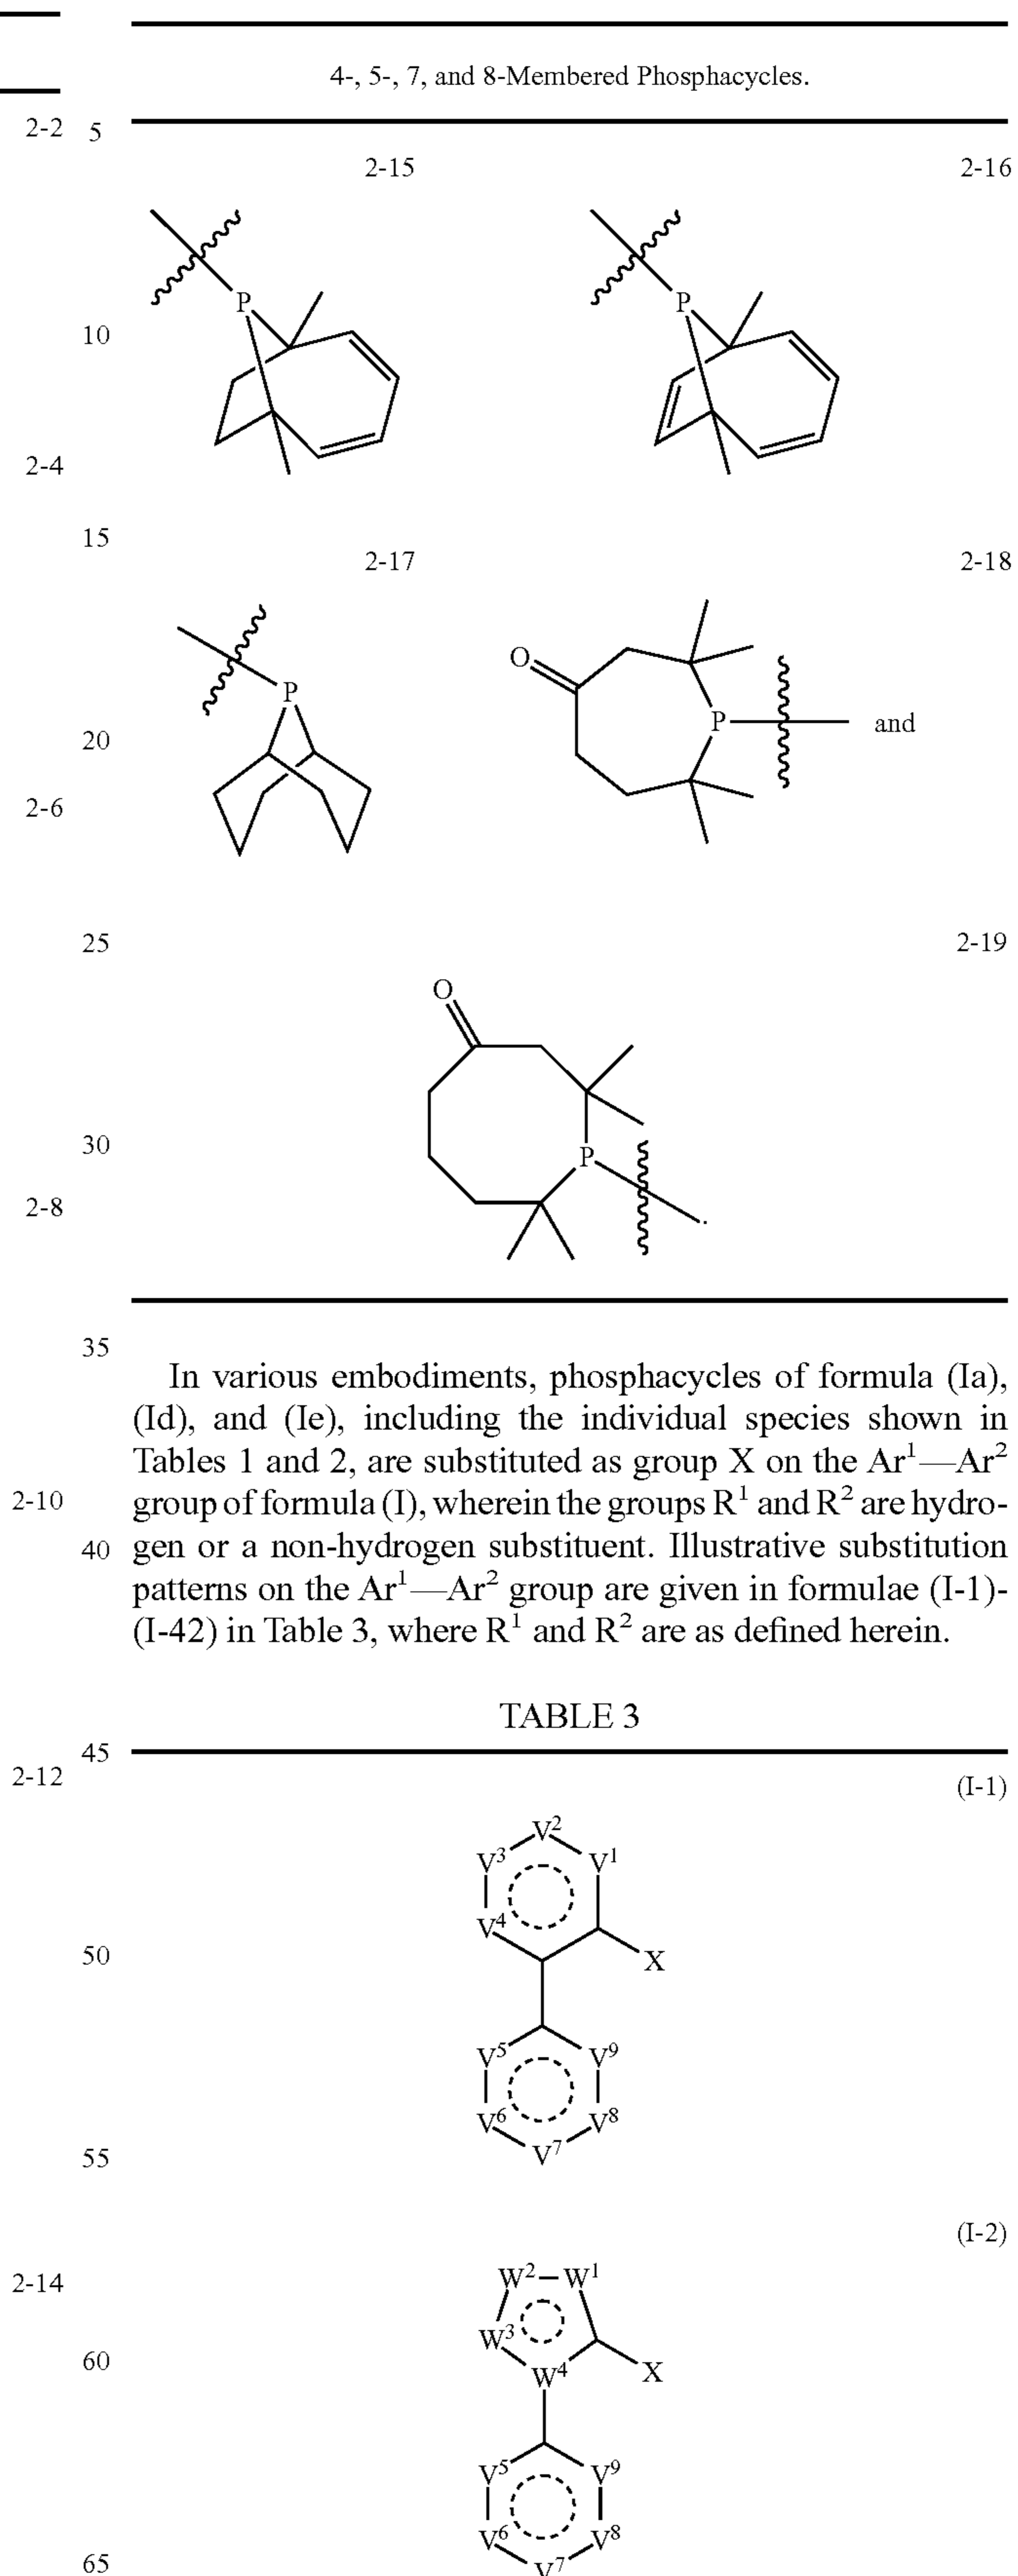 4-, 5-, 7, and 8-Membered Phosphacycles.
2-2 5
2-15 2-16
P P
10
2-4
15
2-17 2-18
O
P P and
20
2-6
25 2-19
O
30 P
2-8
.
35
In various embodiments, phosphacycles of formula (Ia),
(Id), and (Ie), including the individual species shown in
Tables 1 and 2, are substituted as group X on the Ar¹—Ar²
2-10 group of formula (I), wherein the groups R¹ and R² are hydro-
40 gen or a non-hydrogen substituent. Illustrative substitution
patterns on the Ar¹—Ar² group are given in formulae (I-1)-
(I-42) in Table 3, where R¹ and R² are as defined herein.
TABLE 3
45
2-12 (I-1)
V²
V³ V¹
V⁴
50 X
V⁵ V⁹
V⁶ V⁸
55 V⁷
(I-2)
2-14 W² W¹
W³
60 W⁴ X
V⁵ V⁹
V⁶ V⁸
65 V⁷